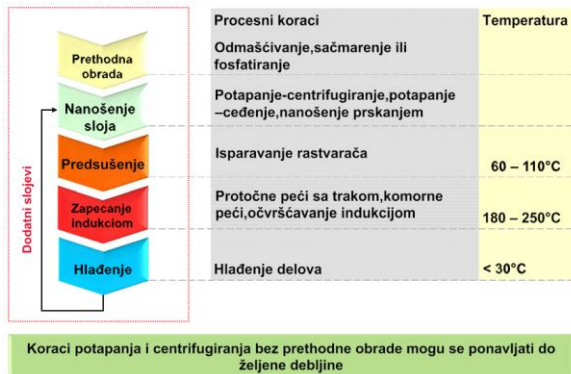 Procesni koraci
Temperatura
Prethodna
obrada
Odmašćivanje,sačmarenje ili
fosfatiranje
Nanošenje
sloja
Potapanje-centrifugiranje,potapanje
–ceđenje,nanošenje prskanjem
Predsušenje
Isparavanje rastvarača
60 – 110°C
Zapecanje
indukciom
Protočne peći sa trakom,komorne
peći,očvršćavanje indukcijom
180 – 250°C
Hlađenje
Hlađenje delova
< 30°C
Dodatni slojevi
Koraci potapanja i centrifugiranja bez prethodne obrade mogu se ponavljati do
željene debljine